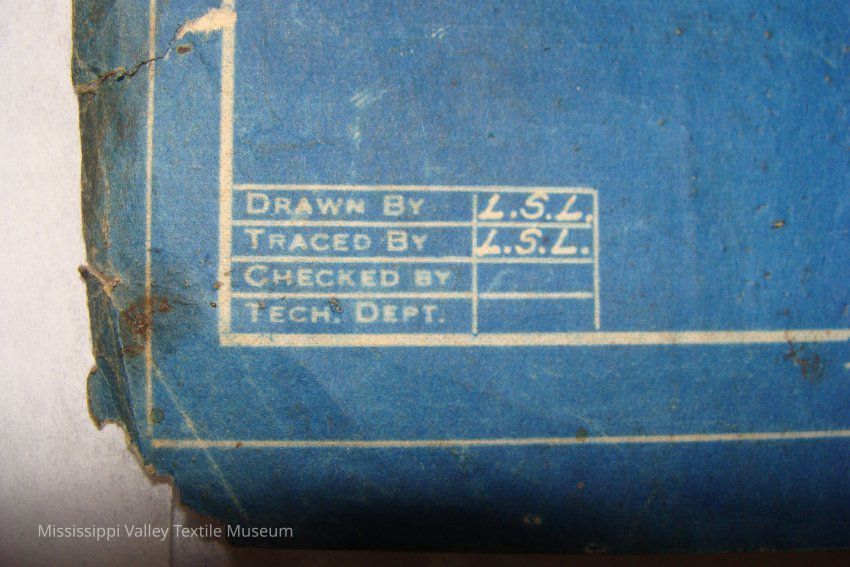 DRAWN BY L.S.L.
TRACED BY L.S.L.
CHECKED BY
TECH. DEPT.
Mississippi Valley Textile Museum